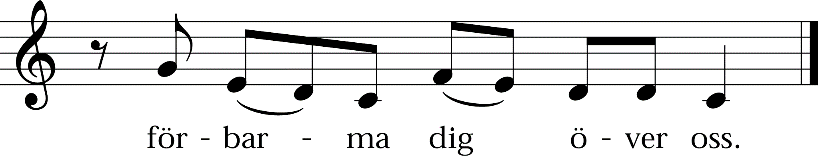 för - bar - ma dig ö - ver oss.